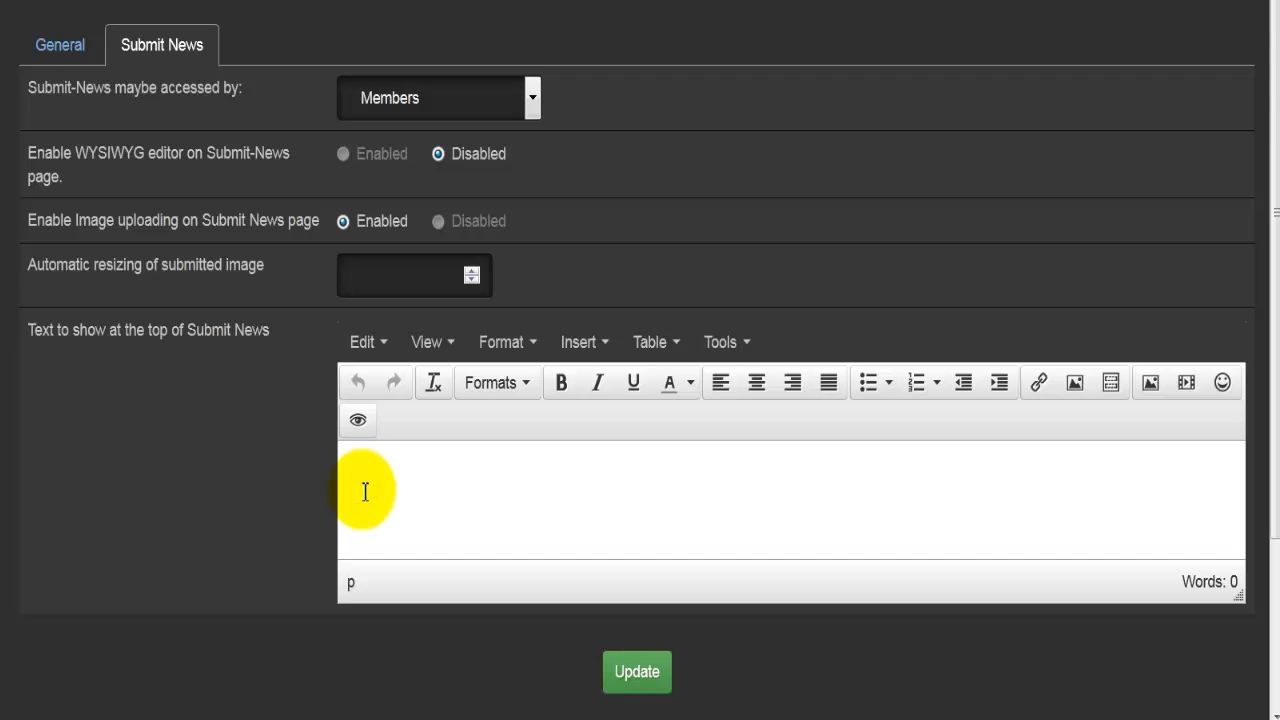 General
Submit News
Submit-News maybe accessed by:
Members
Enable WYSIWYG editor on Submit-News
page.
Enabled
Disabled
Enable Image uploading on Submit News page
Enabled
Disabled
Automatic resizing of submitted image
Text to show at the top of Submit News
Edit
View
Format
Insert
Table
Tools
Formats
B
I
U
A
p
Words: 0
Update